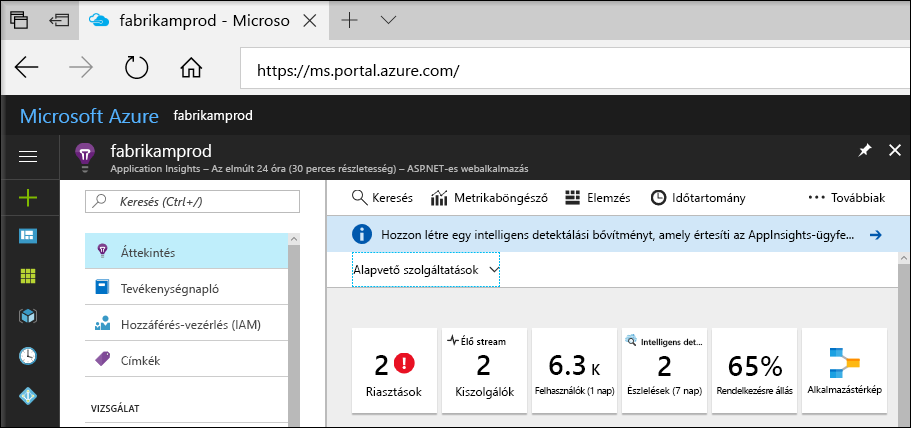 fabrikamprod - Microso
https://ms.portal.azure.com/
Microsoft Azure fabrikamprod
fabrikamprod
Application Insights – Az elmúlt 24 óra (30 perces részletesség) – ASP.NET-es webalkalmazás
Keresés (Ctrl+/)
Áttekintés
Tevékenységnapló
Hozzáférés-vezérlés (IAM)
Címkék
VIZSGÁLAT
Keresés Metrikaböngésző Elemzés Időtartomány Továbbiak
Hozzon létre egy intelligens detektálási bővítményt, amely értesíti az AppInsights-ügyfe...
Alapvető szolgáltatások
2
Riasztások
Élő stream
2
Kiszolgálók
6.3 K
Felhasználók (1 nap)
Intelligens det...
2
Észlelések (7 nap)
65%
Rendelkezésre állás
Alkalmazástérkép